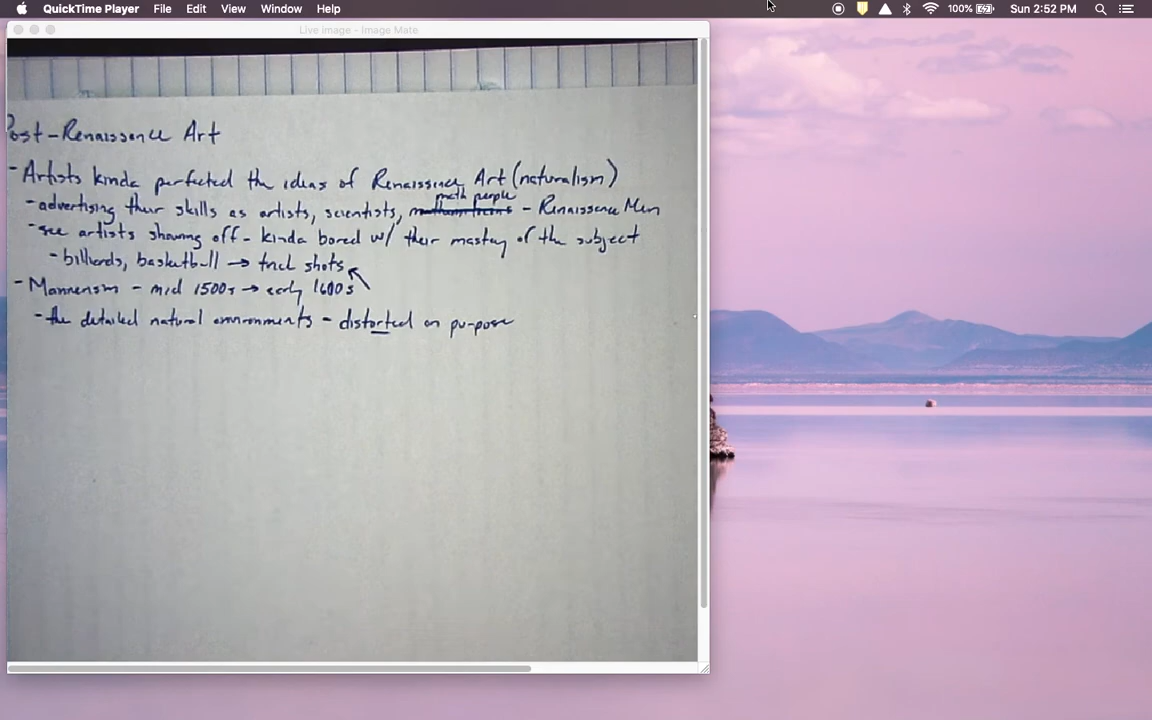 QuickTime Player File Edit View Window Help 100% Sun 2:52 PM
Live Image - Image Mate
Post-Renaissance Art
- Artists kinda perfected the ideas of Renaissance Art (naturalism)
math people
- advertising their skills as artists, scientists, - Renaissance Men
- see artists showing off - kinda bored w/ their mastery of the subject
- billiards, basketball → trick shots
- Mannerism - mid 1500s → early 1600s
- the detailed natural environments - distorted on purpose